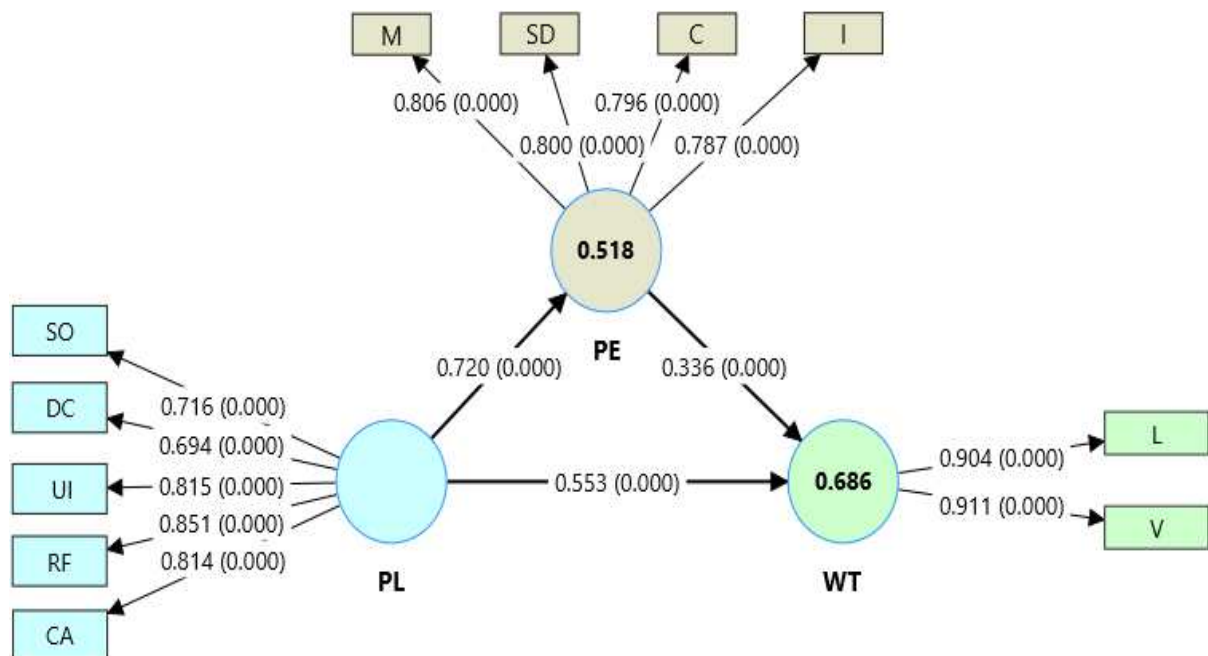 M
SD
C
I
0.806 (0.000)
0.796 (0.000)
0.800 (0.000)
0.787 (0.000)
0.518
PE
SO
0.720 (0.000)
0.336 (0.000)
DC
0.716 (0.000)
0.694 (0.000)
UI
0.815 (0.000)
0.851 (0.000)
RF
0.814 (0.000)
CA
PL
0.553 (0.000)
0.686
WT
0.904 (0.000)
0.911 (0.000)
L
V